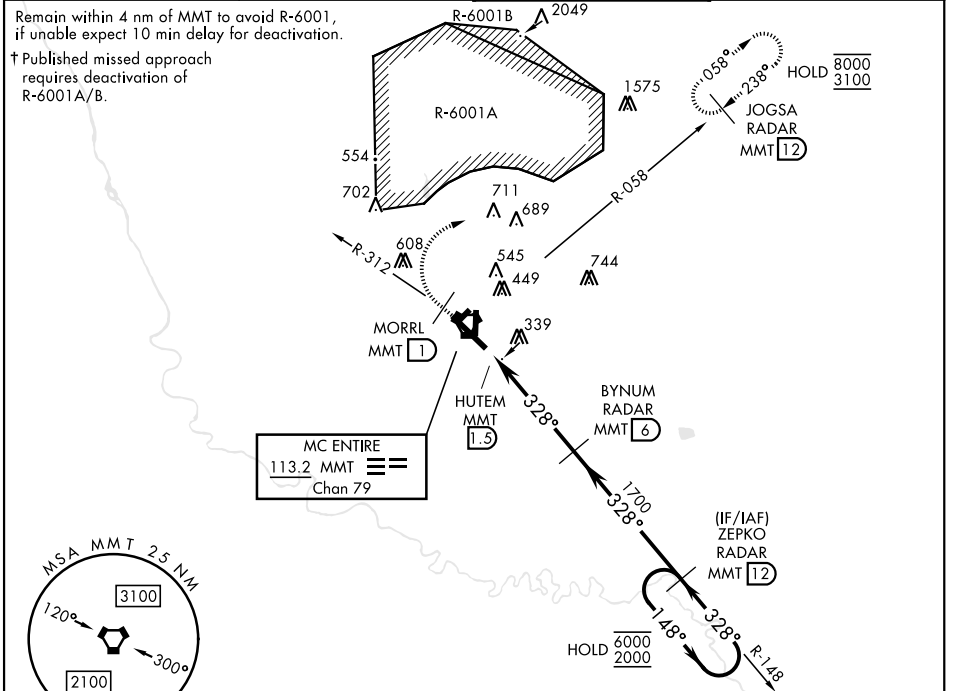 Remain within 4 nm of MMT to avoid R-6001,
if unable expect 10 min delay for deactivation.
† Published missed approach
requires deactivation of
R-6001A/B.
R-6001B
2049
R-6001A
1575
058°
238°
HOLD 8000
3100
JOGSA
RADAR
MMT 12
554
702
711
689
R-058
608
R-312
545
449
744
MORRL
MMT 1
339
HUTEM
MMT
1.5
328°
BYNUM
RADAR
MMT 6
MC ENTIRE
113.2 MMT
Chan 79
1700
328°
(IF/IAF)
ZEPKO
RADAR
MMT 12
148°
328°
R-148
HOLD 6000
2000
MSA MMT 25 NM
3100
120°
300°
2100